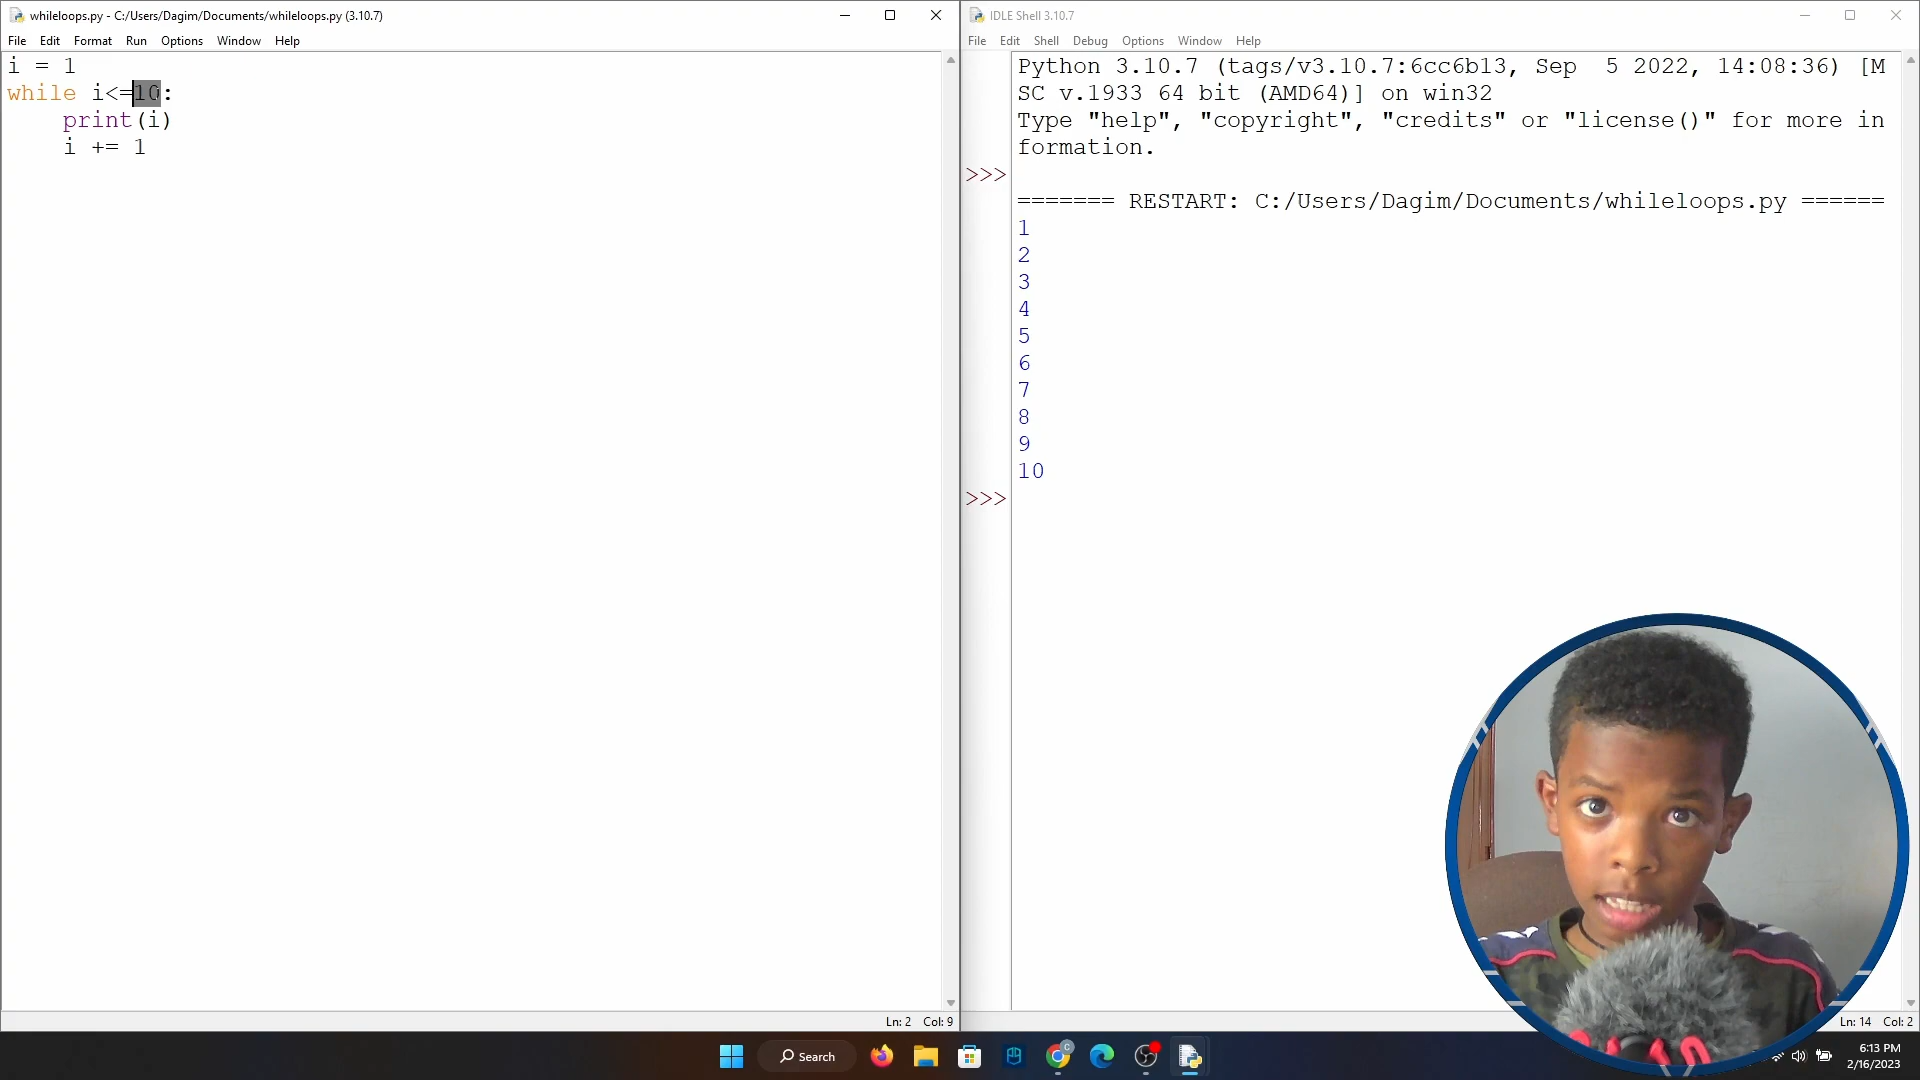 whileloops.py - C:/Users/Dagim/Documents/whileloops.py (3.10.7)
File Edit Format Run Options Window Help
i = 1
while i<=10:
    print(i)
    i += 1
Ln: 2 Col: 9
IDLE Shell 3.10.7
File Edit Shell Debug Options Window Help
Python 3.10.7 (tags/v3.10.7:6cc6b13, Sep  5 2022, 14:08:36) [M
SC v.1933 64 bit (AMD64)] on win32
Type "help", "copyright", "credits" or "license()" for more in
formation.
>>>
======= RESTART: C:/Users/Dagim/Documents/whileloops.py ======
1
2
3
4
5
6
7
8
9
10
>>>
Ln: 14 Col: 2
Search
C
6:13 PM
2/16/2023